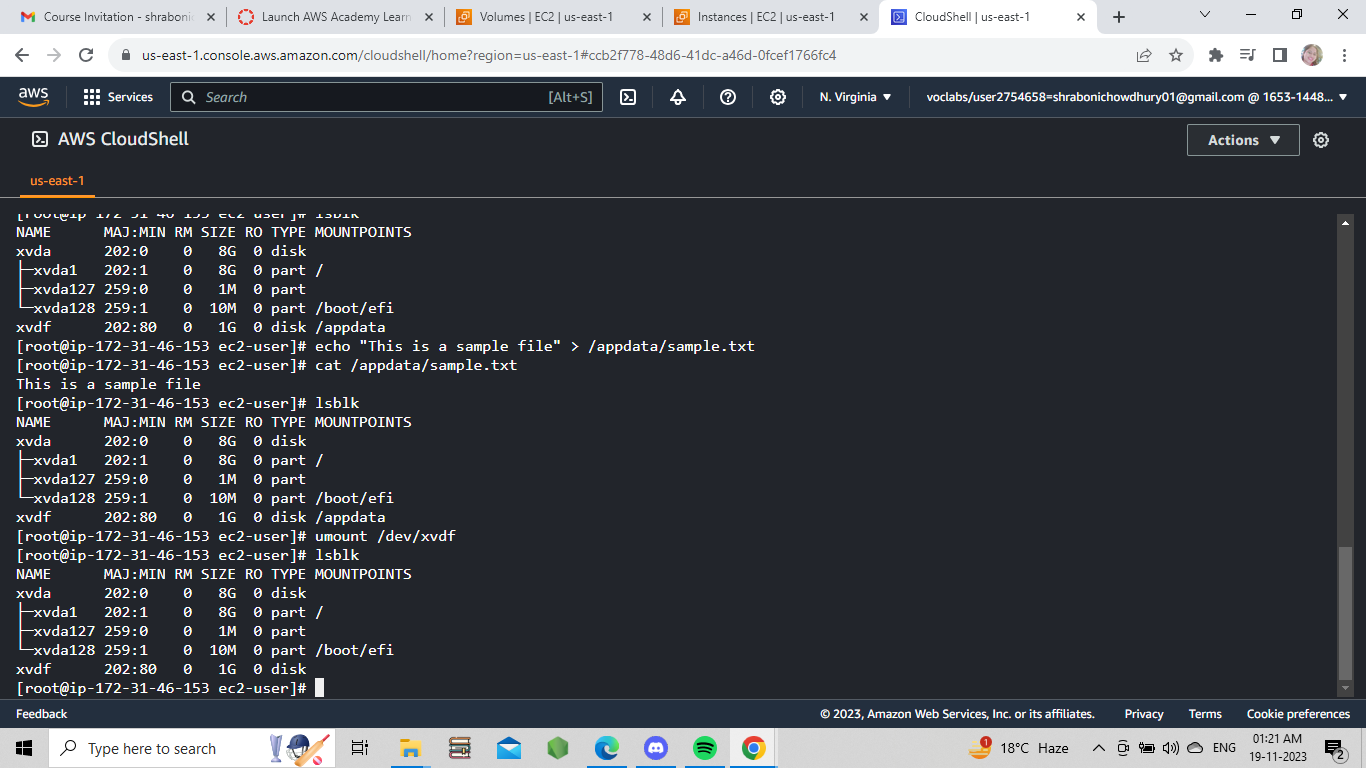 Course Invitation - shraboni
Launch AWS Academy Learn
Volumes | EC2 | us-east-1
Instances | EC2 | us-east-1
CloudShell | us-east-1
us-east-1.console.aws.amazon.com/cloudshell/home?region=us-east-1#ccb2f778-48d6-41dc-a46d-0fcef1766fc4
aws
Services
Search
[Alt+S]
N. Virginia
voclabs/user2754658=shrabonichowdhury01@gmail.com @ 1653-1448...
AWS CloudShell
Actions
us-east-1
[root@ip-172-31-46-153 ec2-user]# lsblk
NAME      MAJ:MIN RM SIZE RO TYPE MOUNTPOINTS
xvda      202:0    0   8G  0 disk
├─xvda1   202:1    0   8G  0 part /
├─xvda127 259:0    0   1M  0 part
└─xvda128 259:1    0  10M  0 part /boot/efi
xvdf      202:80   0   1G  0 disk /appdata
[root@ip-172-31-46-153 ec2-user]# echo "This is a sample file" > /appdata/sample.txt
[root@ip-172-31-46-153 ec2-user]# cat /appdata/sample.txt
This is a sample file
[root@ip-172-31-46-153 ec2-user]# lsblk
NAME      MAJ:MIN RM SIZE RO TYPE MOUNTPOINTS
xvda      202:0    0   8G  0 disk
├─xvda1   202:1    0   8G  0 part /
├─xvda127 259:0    0   1M  0 part
└─xvda128 259:1    0  10M  0 part /boot/efi
xvdf      202:80   0   1G  0 disk /appdata
[root@ip-172-31-46-153 ec2-user]# umount /dev/xvdf
[root@ip-172-31-46-153 ec2-user]# lsblk
NAME      MAJ:MIN RM SIZE RO TYPE MOUNTPOINTS
xvda      202:0    0   8G  0 disk
├─xvda1   202:1    0   8G  0 part /
├─xvda127 259:0    0   1M  0 part
└─xvda128 259:1    0  10M  0 part /boot/efi
xvdf      202:80   0   1G  0 disk
[root@ip-172-31-46-153 ec2-user]#
Feedback
© 2023, Amazon Web Services, Inc. or its affiliates.
Privacy
Terms
Cookie preferences
Type here to search
1
18°C Haze
ENG
01:21 AM
19-11-2023
2